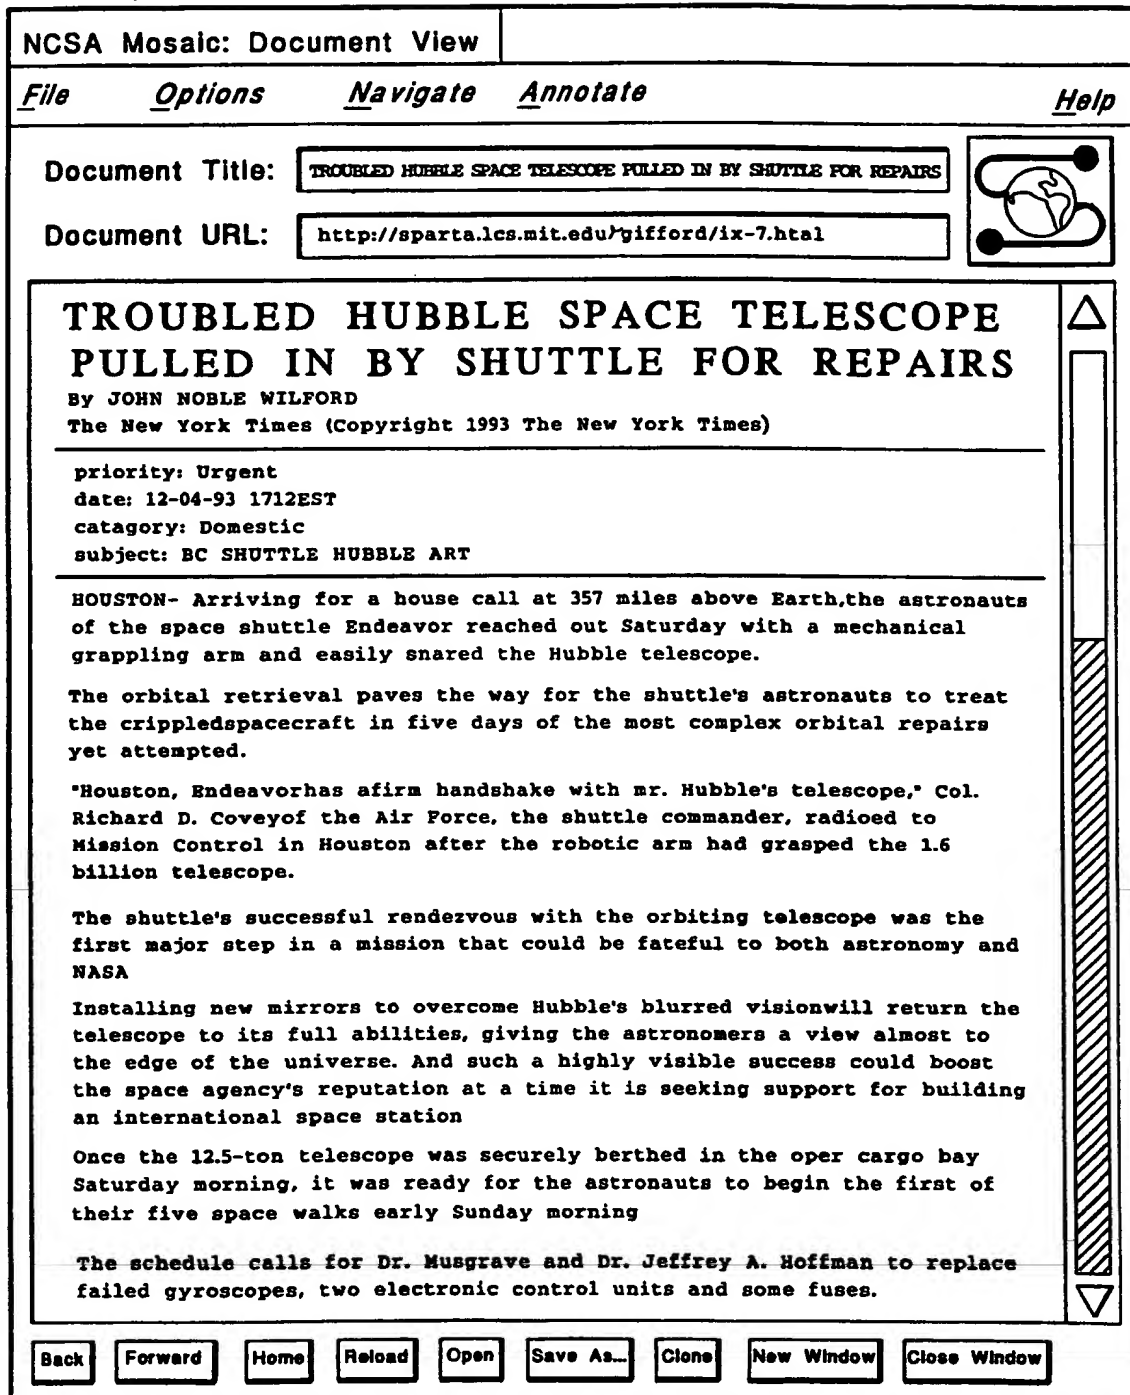 NCSA Mosaic: Document View
File Options Navigate Annotate Help
Document Title: TROUBLED HUBBLE SPACE TELESCOPE PULLED IN BY SHUTTLE FOR REPAIRS
Document URL: http://sparta.lcs.mit.edu/~gifford/ix-7.htal
TROUBLED HUBBLE SPACE TELESCOPE
PULLED IN BY SHUTTLE FOR REPAIRS
By JOHN NOBLE WILFORD
The New York Times (Copyright 1993 The New York Times)
priority: Urgent
date: 12-04-93 1712EST
catagory: Domestic
subject: BC SHUTTLE HUBBLE ART
HOUSTON- Arriving for a house call at 357 miles above Earth,the astronauts
of the space shuttle Endeavor reached out Saturday with a mechanical
grappling arm and easily snared the Hubble telescope.
The orbital retrieval paves the way for the shuttle's astronauts to treat
the crippledspacecraft in five days of the most complex orbital repairs
yet attempted.
"Houston, Endeavorhas afirm handshake with mr. Hubble's telescope," Col.
Richard D. Coveyof the Air Force, the shuttle commander, radioed to
Mission Control in Houston after the robotic arm had grasped the 1.6
billion telescope.
The shuttle's successful rendezvous with the orbiting telescope was the
first major step in a mission that could be fateful to both astronomy and
NASA
Installing new mirrors to overcome Hubble's blurred visionwill return the
telescope to its full abilities, giving the astronomers a view almost to
the edge of the universe. And such a highly visible success could boost
the space agency's reputation at a time it is seeking support for building
an international space station
Once the 12.5-ton telescope was securely berthed in the oper cargo bay
Saturday morning, it was ready for the astronauts to begin the first of
their five space walks early Sunday morning
The schedule calls for Dr. Musgrave and Dr. Jeffrey A. Hoffman to replace
failed gyroscopes, two electronic control units and some fuses.
Back Forward Home Reload Open Save As... Clone New Window Close Window